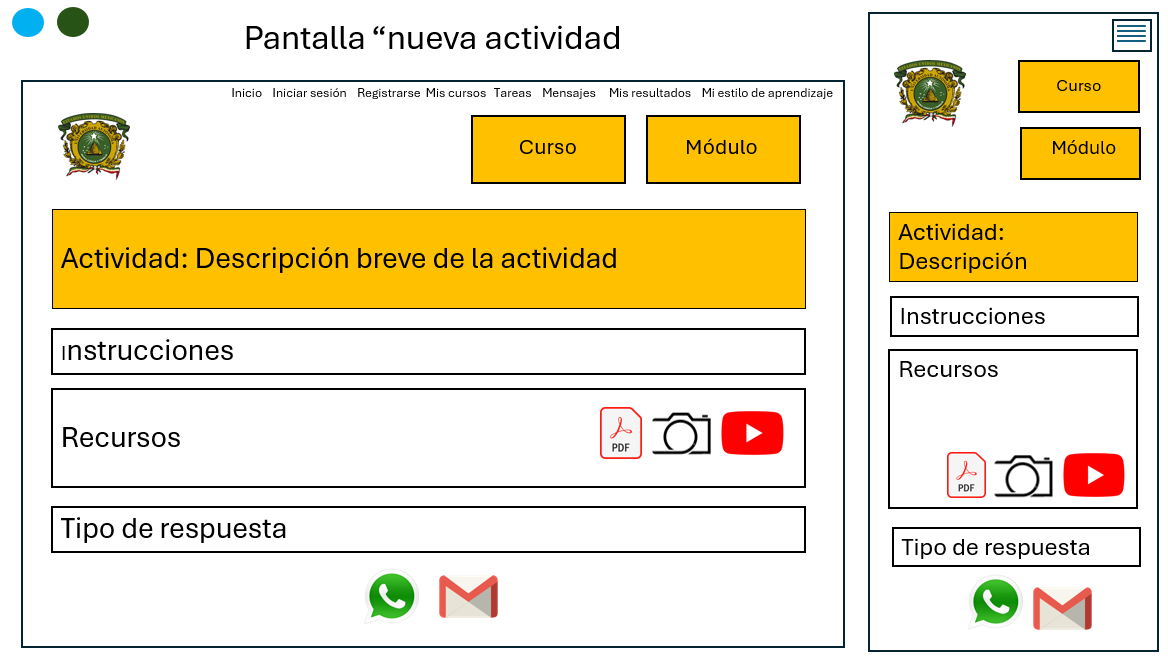 Pantalla “nueva actividad
Inicio Iniciar sesión Registrarse Mis cursos Tareas Mensajes Mis resultados Mi estilo de aprendizaje
Curso Módulo
Actividad: Descripción breve de la actividad
Instrucciones
Recursos
PDF
Tipo de respuesta
Curso
Módulo
Actividad:
Descripción
Instrucciones
Recursos
PDF
Tipo de respuesta